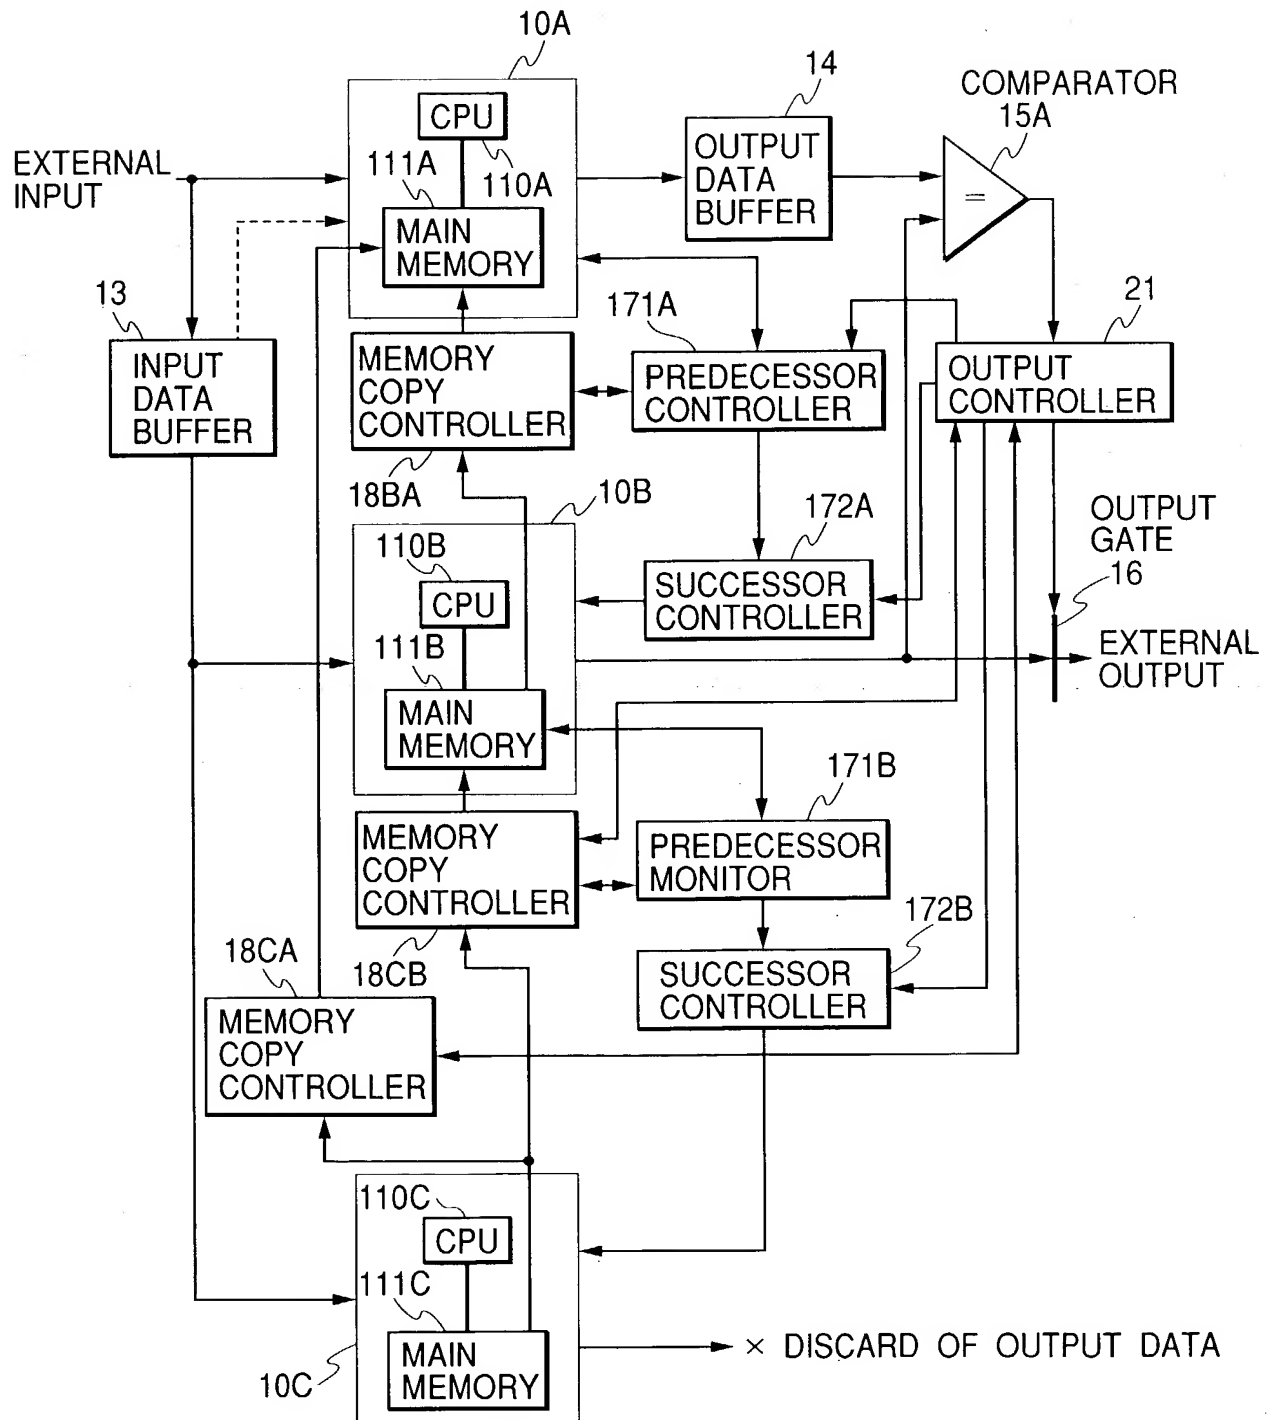 10A
14
COMPARATOR
15A
CPU
EXTERNAL
INPUT
111A
110A
OUTPUT
DATA
BUFFER
=
MAIN
MEMORY
13
171A
21
INPUT
DATA
BUFFER
MEMORY
COPY
CONTROLLER
PREDECESSOR
CONTROLLER
OUTPUT
CONTROLLER
18BA
10B
172A
OUTPUT
GATE
16
110B
CPU
SUCCESSOR
CONTROLLER
111B
EXTERNAL
OUTPUT
MAIN
MEMORY
171B
MEMORY
COPY
CONTROLLER
PREDECESSOR
MONITOR
172B
18CA
18CB
SUCCESSOR
CONTROLLER
MEMORY
COPY
CONTROLLER
110C
CPU
111C
MAIN
MEMORY
10C
× DISCARD OF OUTPUT DATA